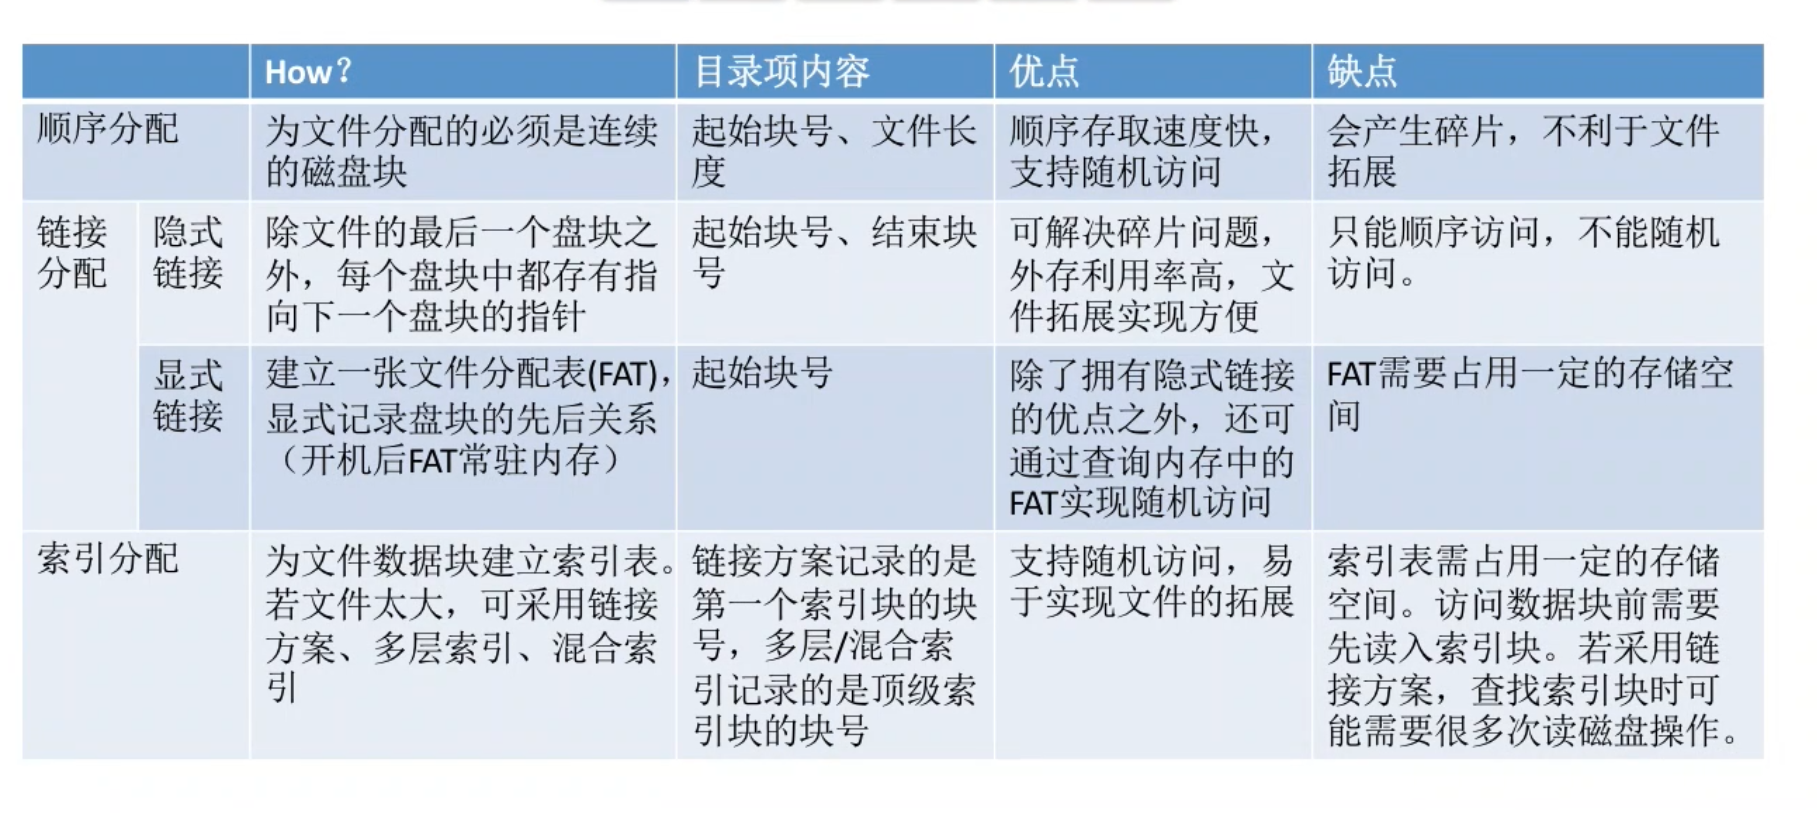 How?
目录项内容
优点
缺点
顺序分配
为文件分配的必须是连续
的磁盘块
起始块号、文件长
度
顺序存取速度快，
支持随机访问
会产生碎片，不利于文件
拓展
链接
分配
隐式
链接
除文件的最后一个盘块之
外，每个盘块中都存有指
向下一个盘块的指针
起始块号、结束块
号
可解决碎片问题，
外存利用率高，文
件拓展实现方便
只能顺序访问，不能随机
访问。
显式
链接
建立一张文件分配表(FAT)，
显式记录盘块的先后关系
（开机后FAT常驻内存）
起始块号
除了拥有隐式链接
的优点之外，还可
通过查询内存中的
FAT实现随机访问
FAT需要占用一定的存储空
间
索引分配
为文件数据块建立索引表。
若文件太大，可采用链接
方案、多层索引、混合索
引
链接方案记录的是
第一个索引块的块
号，多层/混合索
引记录的是顶级索
引块的块号
支持随机访问，易
于实现文件的拓展
索引表需占用一定的存储
空间。访问数据块前需要
先读入索引块。若采用链
接方案，查找索引块时可
能需要很多次读磁盘操作。